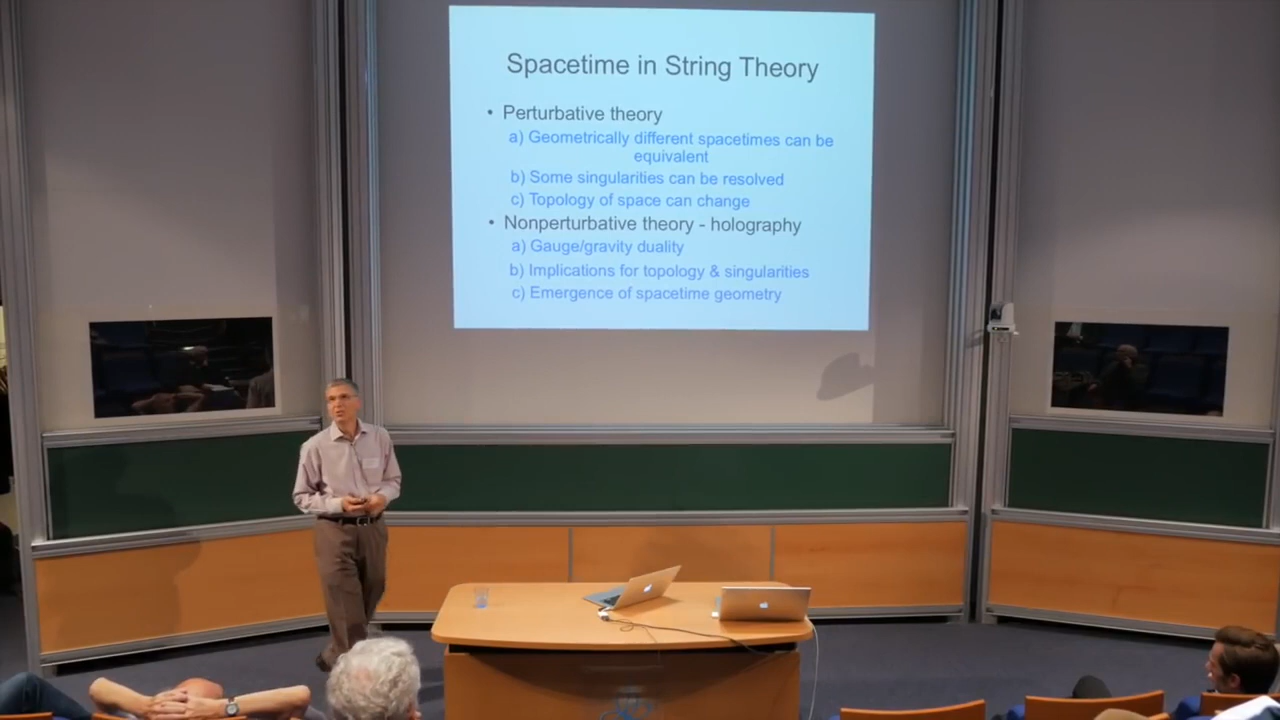 Spacetime in String Theory
• Perturbative theory
a) Geometrically different spacetimes can be
equivalent
b) Some singularities can be resolved
c) Topology of space can change
• Nonperturbative theory - holography
a) Gauge/gravity duality
b) Implications for topology & singularities
c) Emergence of spacetime geometry